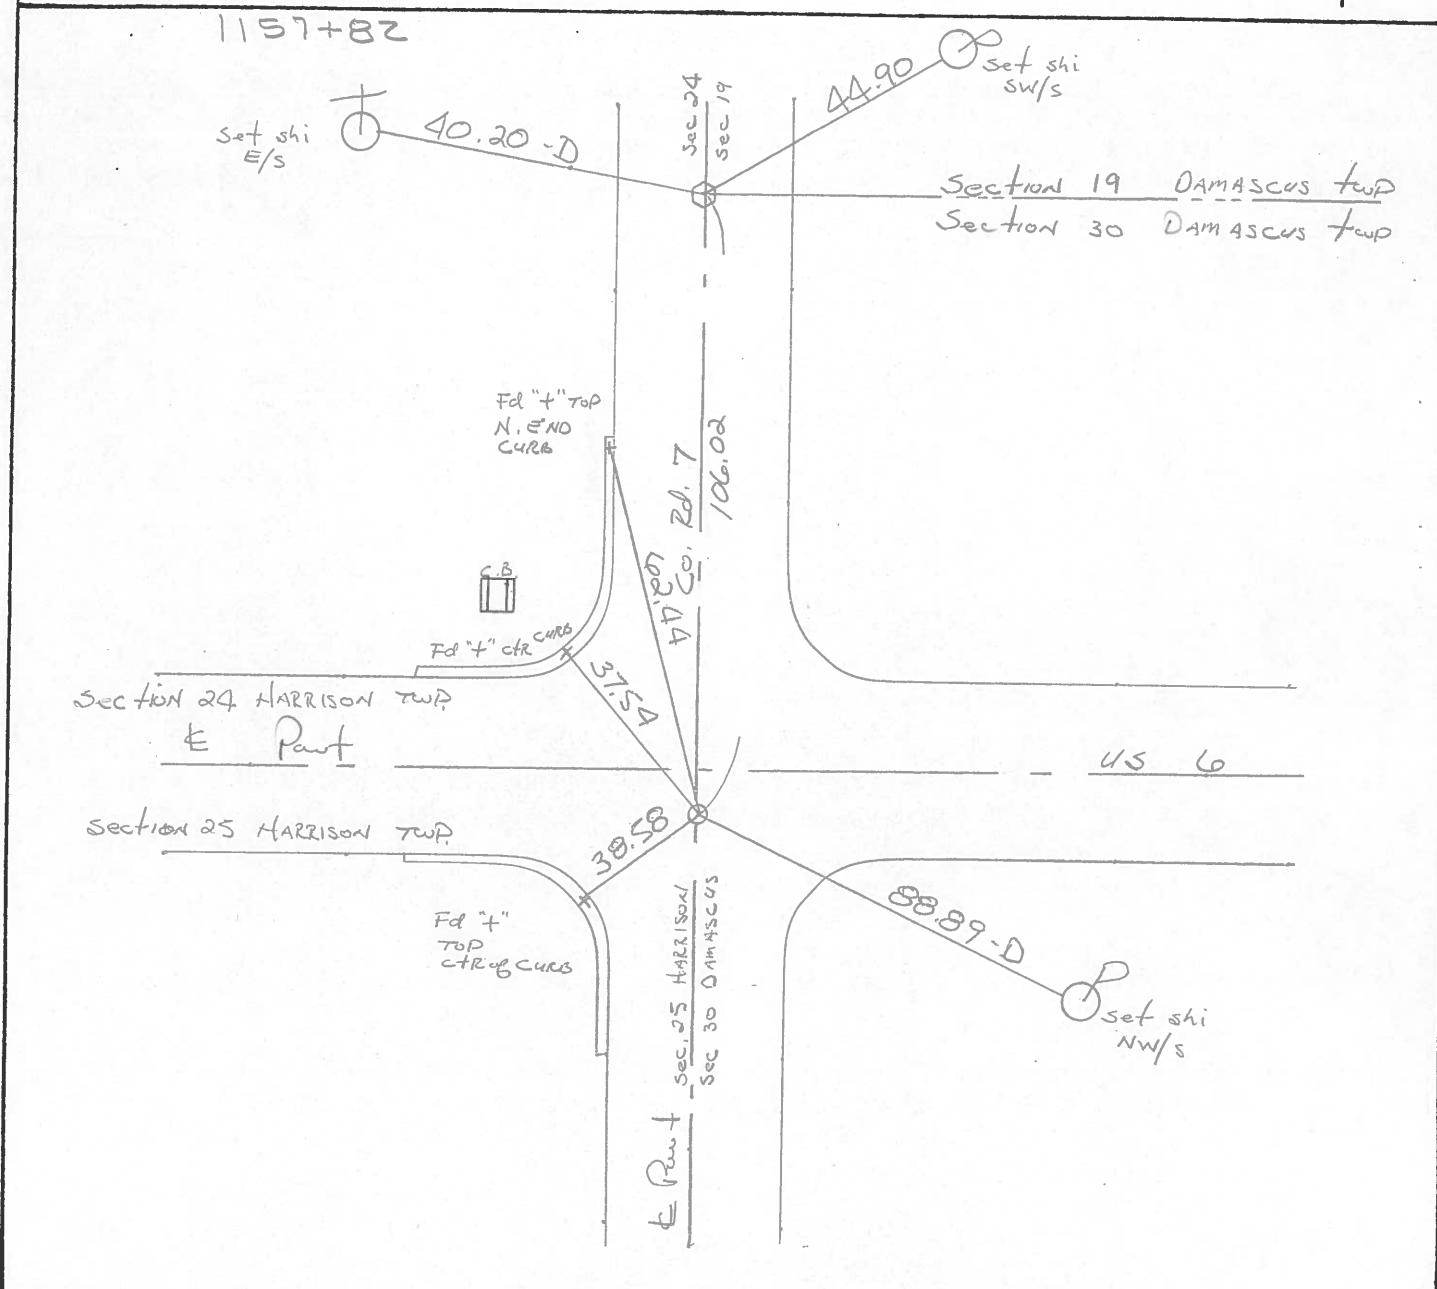 1157+82
Set shi
E/S
40.20-D
Sec 24
Sec 19
44.90
Set shi
SW/S
Section 19 DAMASCUS twp
Section 30 DAMASCUS twp
Fd "+" TOP
N. END
CURB
Co. Rd. 7
106.02
C.B.
Fd "+" ctr CURB
37.54
Section 24 HARRISON TWP.
℄ Pavt
US 6
Section 25 HARRISON TWP.
38.58
88.89-D
Fd "+"
TOP
CTR of CURB
Sec. 25 HARRISON
Sec 30 DAMASCUS
Set shi
NW/S
℄ Pavt